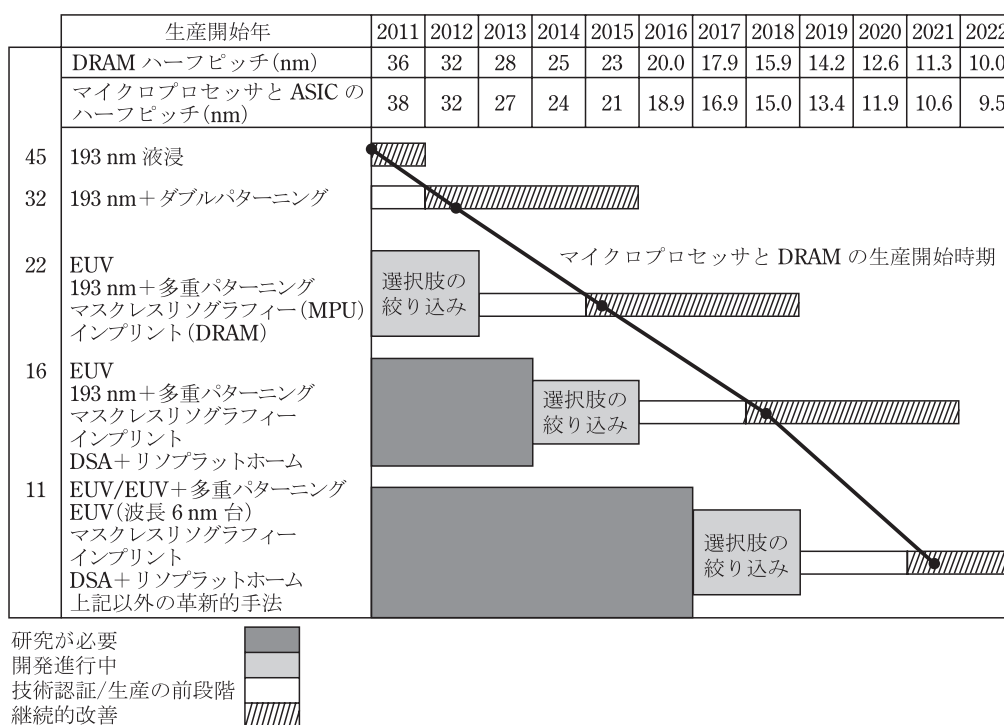 生産開始年 2011 2012 2013 2014 2015 2016 2017 2018 2019 2020 2021 2022
DRAM ハーフピッチ(nm) 36 32 28 25 23 20.0 17.9 15.9 14.2 12.6 11.3 10.0
マイクロプロセッサと ASIC の
ハーフピッチ(nm) 38 32 27 24 21 18.9 16.9 15.0 13.4 11.9 10.6 9.5
45 193 nm 液浸
32 193 nm+ダブルパターニング
マイクロプロセッサと DRAM の生産開始時期
22 EUV
193 nm+多重パターニング
マスクレスリソグラフィー(MPU)
インプリント(DRAM)
選択肢の
絞り込み
16 EUV
193 nm+多重パターニング
マスクレスリソグラフィー
インプリント
DSA+リソプラットホーム
選択肢の
絞り込み
11 EUV/EUV+多重パターニング
EUV(波長 6 nm 台)
マスクレスリソグラフィー
インプリント
DSA+リソプラットホーム
上記以外の革新的手法
選択肢の
絞り込み
研究が必要
開発進行中
技術認証/生産の前段階
継続的改善